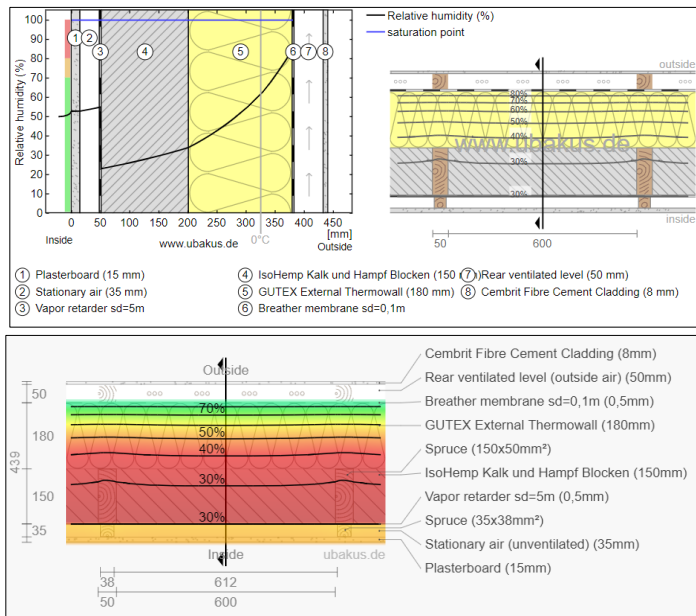 Relative humidity (%)
saturation point
Relative humidity (%)
100
90
80
70
60
50
40
30
20
10
0
1
2
3
4
5
6
7
8
0
50
100
150
200
250
300
350
400
450
[mm]
Inside
www.ubakus.de
0°C
Outside
outside
80%
70%
60%
50%
40%
30%
30%
www.ubakus.de
inside
50
600
1 Plasterboard (15 mm)
2 Stationary air (35 mm)
3 Vapor retarder sd=5m
4 IsoHemp Kalk und Hampf Blocken (150
5 GUTEX External Thermowall (180 mm)
6 Breather membrane sd=0,1m
7 Rear ventilated level (50 mm)
8 Cembrit Fibre Cement Cladding (8 mm)
Outside
70%
50%
40%
30%
30%
Inside
ubakus.de
50
180
150
35
439
38
612
50
600
Cembrit Fibre Cement Cladding (8mm)
Rear ventilated level (outside air) (50mm)
Breather membrane sd=0,1m (0,5mm)
GUTEX External Thermowall (180mm)
Spruce (150x50mm²)
IsoHemp Kalk und Hampf Blocken (150mm)
Vapor retarder sd=5m (0,5mm)
Spruce (35x38mm²)
Stationary air (unventilated) (35mm)
Plasterboard (15mm)